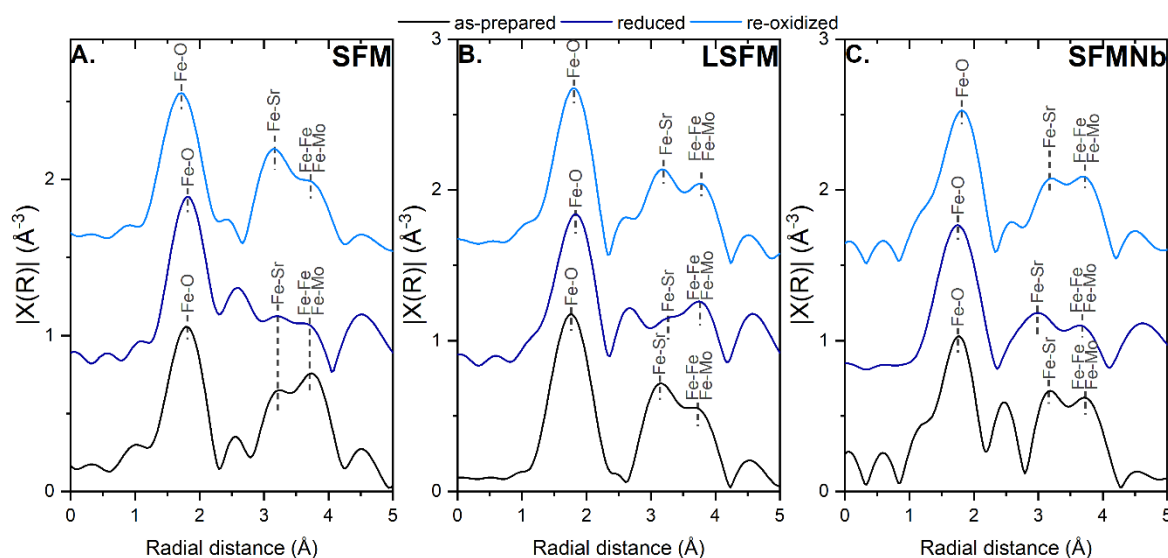 as-prepared reduced re-oxidized
A. SFM
|X(R)| (Å-3)
3
2
1
0
Fe-O
Fe-Sr
Fe-Fe
Fe-Mo
Fe-O
Fe-Sr
Fe-Fe
Fe-Mo
Fe-O
Fe-Sr
Fe-Fe
Fe-Mo
0 1 2 3 4 5
Radial distance (Å)
B. LSFM
|X(R)| (Å-3)
3
2
1
0
Fe-O
Fe-Sr
Fe-Fe
Fe-Mo
Fe-O
Fe-Sr
Fe-Fe
Fe-Mo
Fe-O
Fe-Sr
Fe-Fe
Fe-Mo
0 1 2 3 4 5
Radial distance (Å)
C. SFMNb
|X(R)| (Å-3)
3
2
1
0
Fe-O
Fe-Sr
Fe-Fe
Fe-Mo
Fe-O
Fe-Sr
Fe-Fe
Fe-Mo
Fe-O
Fe-Sr
Fe-Fe
Fe-Mo
0 1 2 3 4 5
Radial distance (Å)